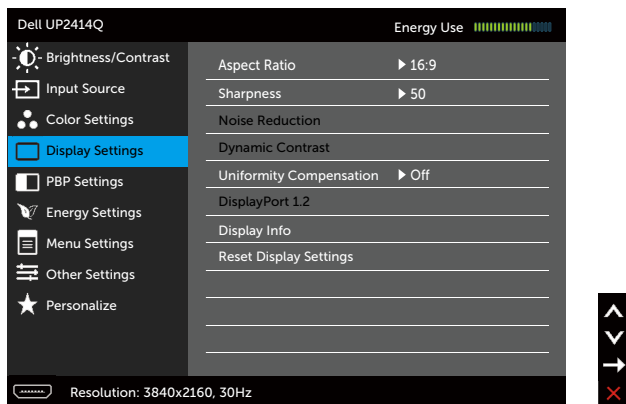 Dell UP2414Q
Energy Use
Brightness/Contrast
Input Source
Color Settings
Display Settings
PBP Settings
Energy Settings
Menu Settings
Other Settings
Personalize
Aspect Ratio 16:9
Sharpness 50
Noise Reduction
Dynamic Contrast
Uniformity Compensation Off
DisplayPort 1.2
Display Info
Reset Display Settings
Resolution: 3840x2160, 30Hz